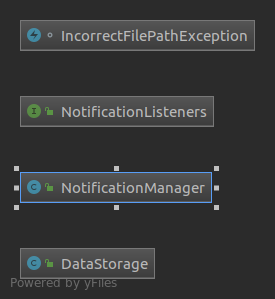 IncorrectFilePathException
I NotificationListeners
C NotificationManager
C DataStorage
Powered by yFiles